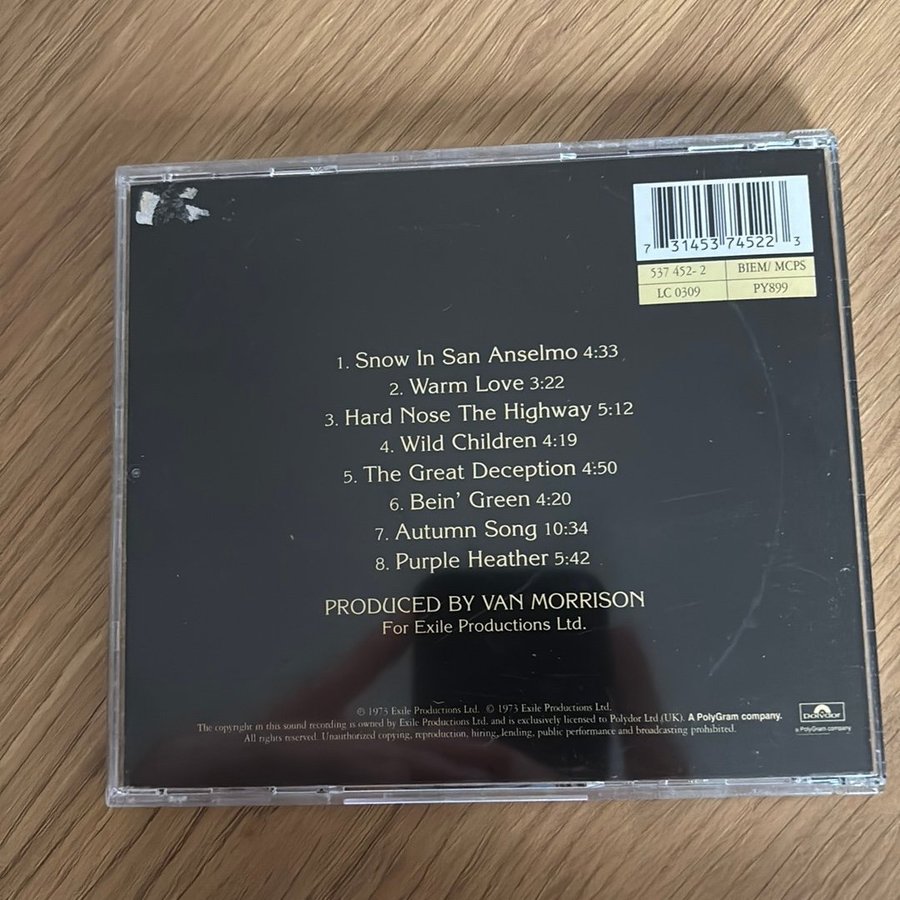 7 31453 74522 3
537 452-2 BIEM/ MCPS
LC 0309 PY899
1. Snow In San Anselmo 4:33
2. Warm Love 3:22
3. Hard Nose The Highway 5:12
4. Wild Children 4:19
5. The Great Deception 4:50
6. Bein' Green 4:20
7. Autumn Song 10:34
8. Purple Heather 5:42
PRODUCED BY VAN MORRISON
For Exile Productions Ltd.
℗ 1973 Exile Productions Ltd. © 1973 Exile Productions Ltd.
The copyright in this sound recording is owned by Exile Productions Ltd. and is exclusively licensed to Polydor Ltd.(UK). A PolyGram company.
All rights reserved. Unauthorized copying, reproduction, hiring, lending, public performance and broadcasting prohibited.
Polydor
a PolyGram company